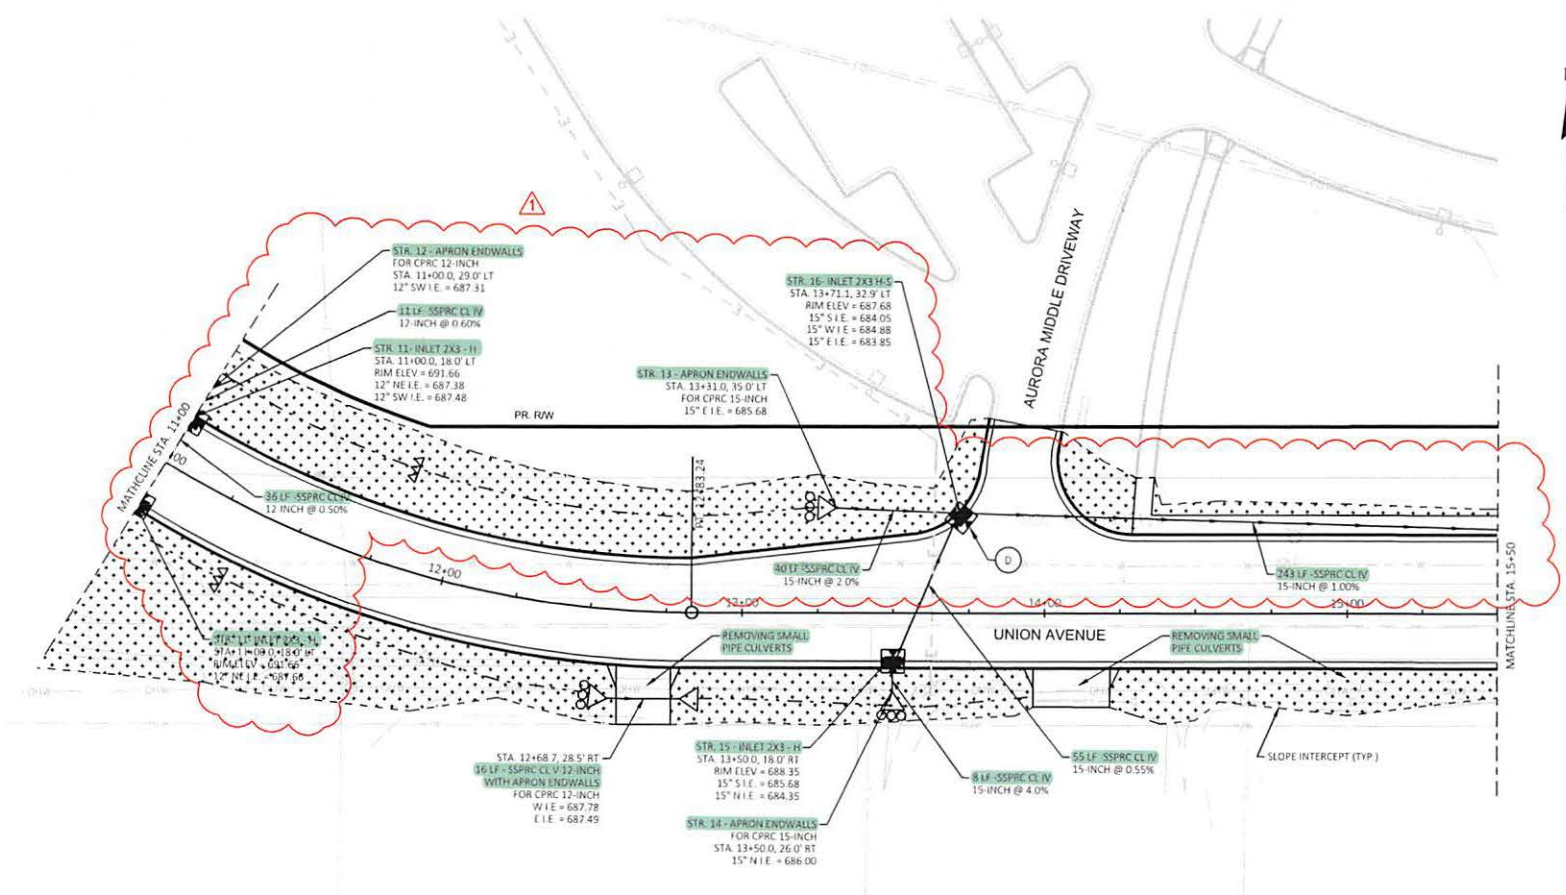 1
STR. 12 - APRON ENDWALLS
FOR CPRC 12-INCH
STA. 11+00.0, 29.0' LT
12" SW I.E. = 687.31
11 LF -SSPRC CL IV
12-INCH @ 0.60%
STR. 11- INLET 2X3 - H
STA. 11+00.0, 18.0' LT
RIM ELEV = 691.66
12" NE I.E. = 687.38
12" SW I.E. = 687.48
STR. 16- INLET 2X3 H-S
STA. 13+71.1, 32.9' LT
RIM ELEV = 687.68
15" S I.E = 684.05
15" W I.E = 684.88
15" E I.E = 683.85
STR. 13 - APRON ENDWALLS
STA. 13+31.0, 35.0' LT
FOR CPRC 15-INCH
15" E I.E. = 685.68
AURORA MIDDLE DRIVEWAY
PR. R/W
MATHCLINE STA. 11+00
36 LF -SSPRC CL IV
12 INCH @ 0.50%
12+00
D
40 LF -SSPRC CL IV
15-INCH @ 2.0%
243 LF -SSPRC CL IV
15-INCH @ 1.00%
13+00
14+00
15+00
MATCHLINE STA. 15+50
UNION AVENUE
REMOVING SMALL
PIPE CULVERTS
REMOVING SMALL
PIPE CULVERTS
RIM ELEV = 691.66
OHW
STA. 12+68.7, 28.5' RT
16 LF - SSPRC CL V 12-INCH
WITH APRON ENDWALLS
FOR CPRC 12-INCH
W I.E = 687.78
E I.E. = 687.49
STR. 15 - INLET 2X3 - H
STA. 13+50.0, 18.0' RT
RIM ELEV = 688.35
15" S I.E = 685.68
15" N I.E. = 684.35
STR. 14 - APRON ENDWALLS
FOR CPRC 15-INCH
STA. 13+50.0, 26.0' RT
15" N I.E. = 686.00
8 LF -SSPRC CL IV
15-INCH @ 4.0%
55 LF -SSPRC CL IV
15-INCH @ 0.55%
SLOPE INTERCEPT (TYP.)